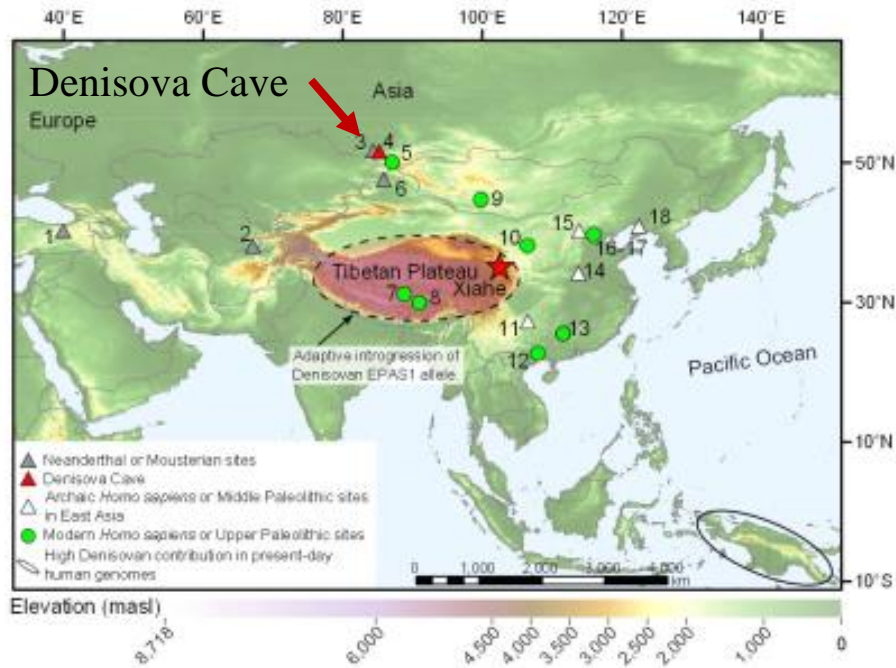 40°E 60°E 80°E 100°E 120°E 140°E
Denisova Cave
Asia
Europe
3 4
5
50°N
6
9
1
2
15
18
10
16-17
Tibetan Plateau
Xiahe
14
7
8
30°N
11
13
12
Adaptive introgression of
Denisovan EPAS1 allele
Pacific Ocean
10°N
Neanderthal or Mousterian sites
Denisova Cave
Archaic Homo sapiens or Middle Paleolithic sites
in East Asia
Modern Homo sapiens or Upper Paleolithic sites
High Denisovan contribution in present-day
human genomes
0 1,000 2,000 3,000 4,000
km
10°S
Elevation (masl)
8,718 6,000 4,500 4,000 3,500 3,000 2,500 2,000 1,000 0